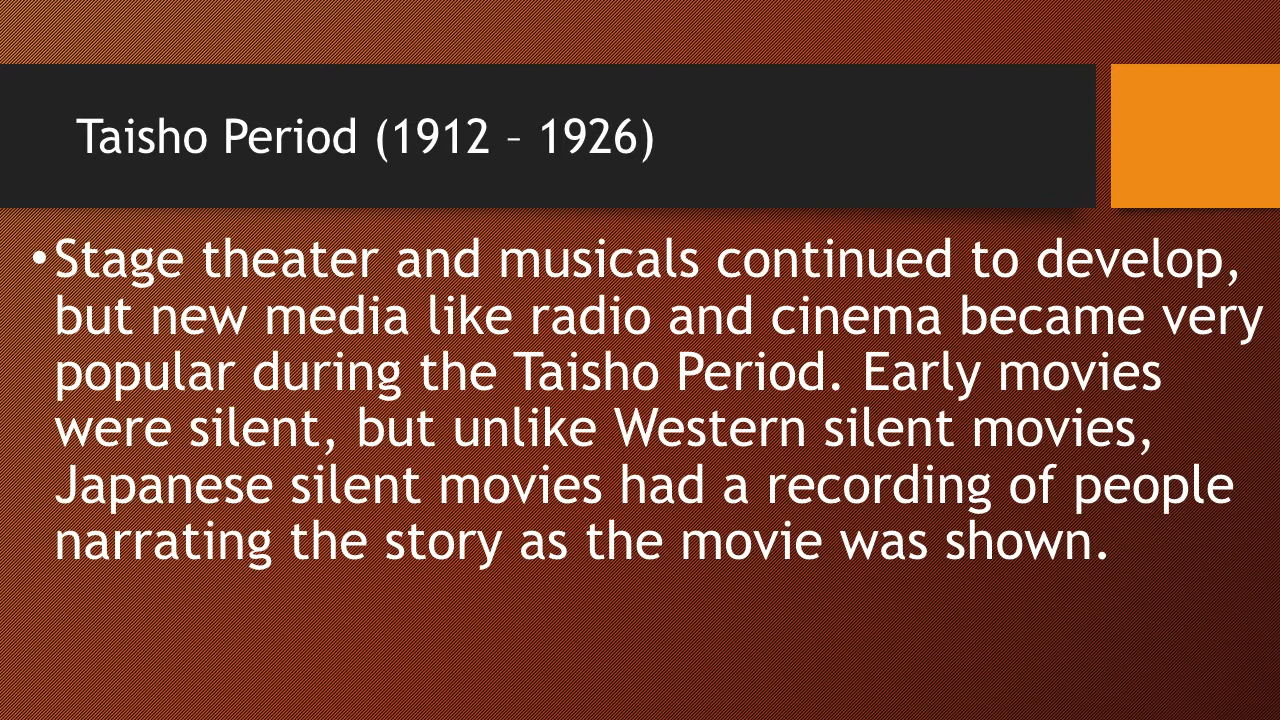 Taisho Period (1912 – 1926)
•Stage theater and musicals continued to develop,
but new media like radio and cinema became very
popular during the Taisho Period. Early movies
were silent, but unlike Western silent movies,
Japanese silent movies had a recording of people
narrating the story as the movie was shown.